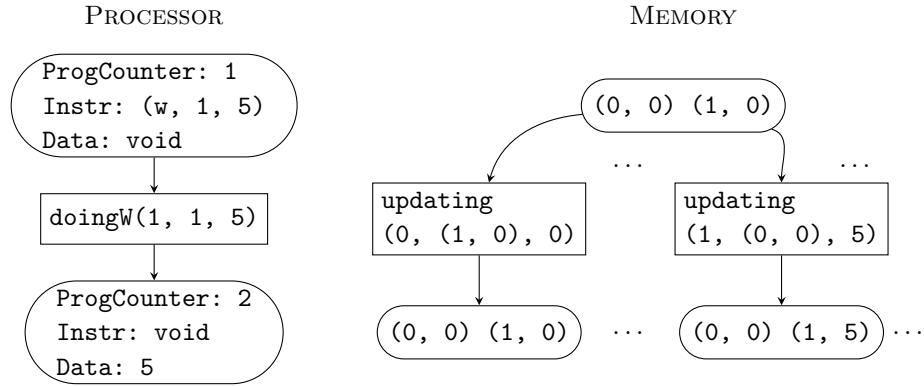 PROCESSOR
ProgCounter: 1
Instr: (w, 1, 5)
Data: void
doingW(1, 1, 5)
ProgCounter: 2
Instr: void
Data: 5
MEMORY
(0, 0) (1, 0)
... ...
updating
(0, (1, 0), 0)
updating
(1, (0, 0), 5)
(0, 0) (1, 0)
...
(0, 0) (1, 5)
...